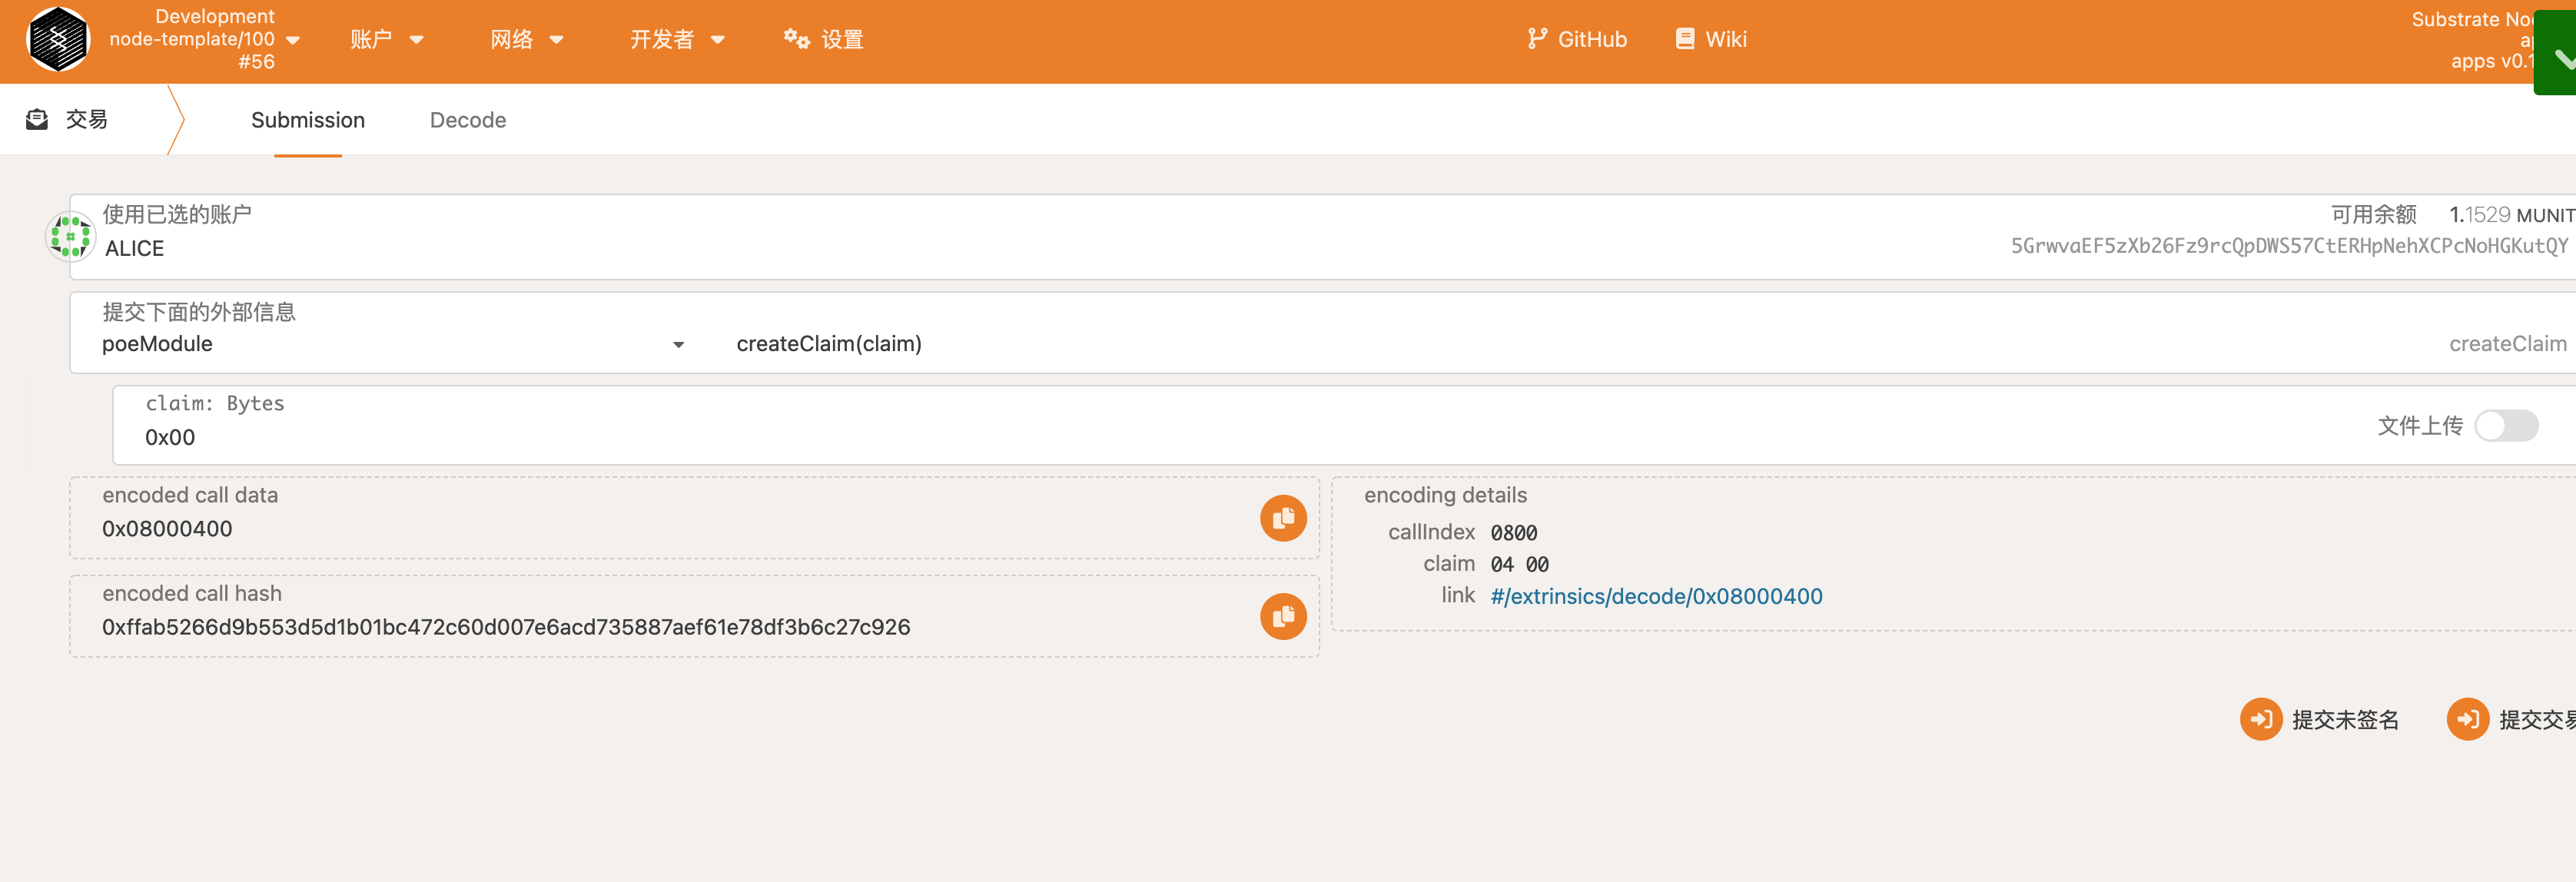 Development
node-template/100
#56
账户
网络
开发者
设置
GitHub
Wiki
Substrate No
apps v0.1
交易
Submission
Decode
使用已选的账户
ALICE
可用余额 1.1529 MUNIT
5GrwvaEF5zXb26Fz9rcQpDWS57CtERHpNehXCPcNoHGKutQY
提交下面的外部信息
poeModule
createClaim(claim)
createClaim
claim: Bytes
0x00
文件上传
encoded call data
0x08000400
encoded call hash
0xffab5266d9b553d5d1b01bc472c60d007e6acd735887aef61e78df3b6c27c926
encoding details
callIndex 0800
claim 04 00
link #/extrinsics/decode/0x08000400
提交未签名
提交交易